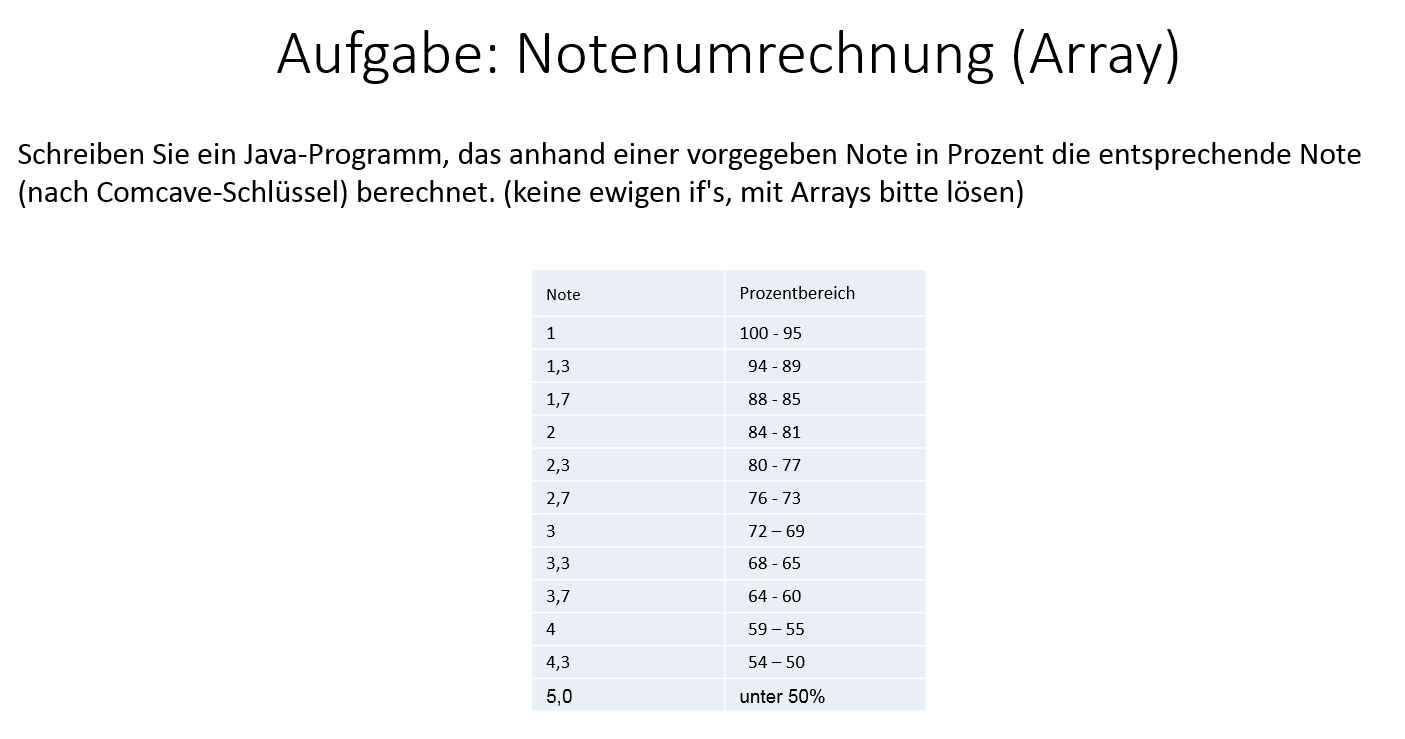 Aufgabe: Notenumrechnung (Array)
Schreiben Sie ein Java-Programm, das anhand einer vorgegeben Note in Prozent die entsprechende Note
(nach Comcave-Schlüssel) berechnet. (keine ewigen if's, mit Arrays bitte lösen)
Note Prozentbereich
1 100 - 95
1,3 94 - 89
1,7 88 - 85
2 84 - 81
2,3 80 - 77
2,7 76 - 73
3 72 – 69
3,3 68 - 65
3,7 64 - 60
4 59 – 55
4,3 54 – 50
5,0 unter 50%